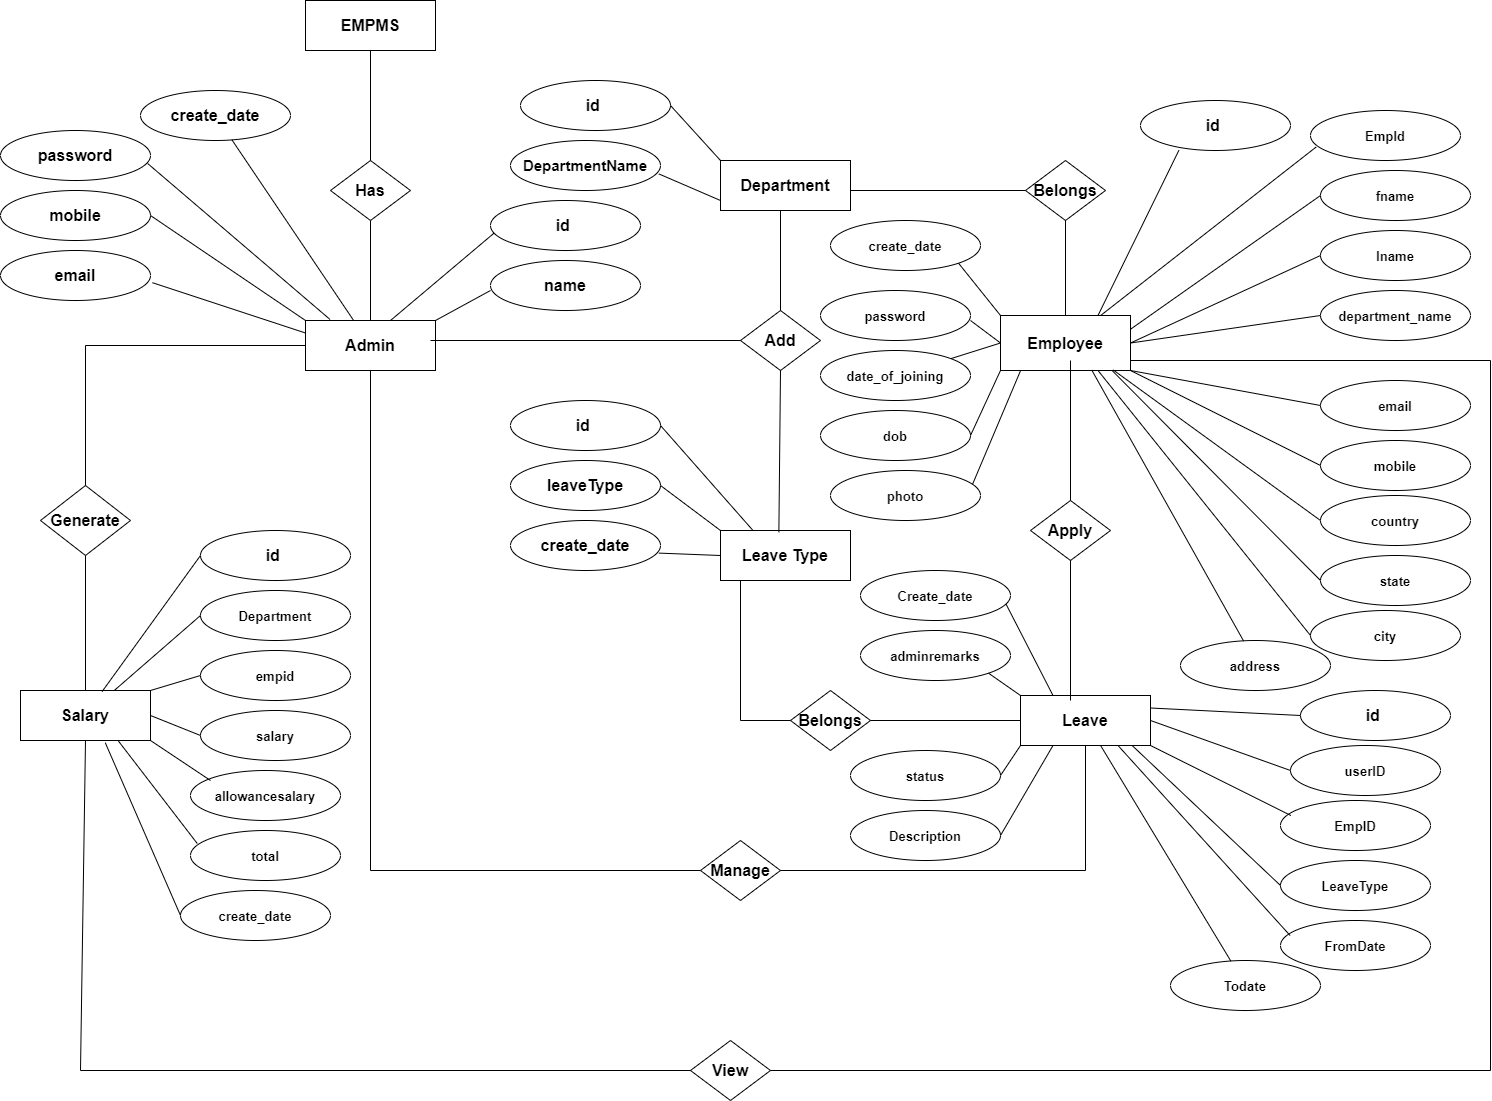 EMPMS
create_date
password
mobile
email
Has
id
DepartmentName
Department
id
name
Admin
Add
Belongs
id
EmpId
fname
lname
department_name
create_date
password
date_of_joining
dob
photo
Employee
email
mobile
country
state
city
address
Apply
id
leaveType
create_date
Leave Type
Generate
id
Department
empid
salary
allowancesalary
total
create_date
Salary
Create_date
adminremarks
Belongs
status
Description
Leave
id
userID
EmpID
LeaveType
FromDate
Todate
Manage
View